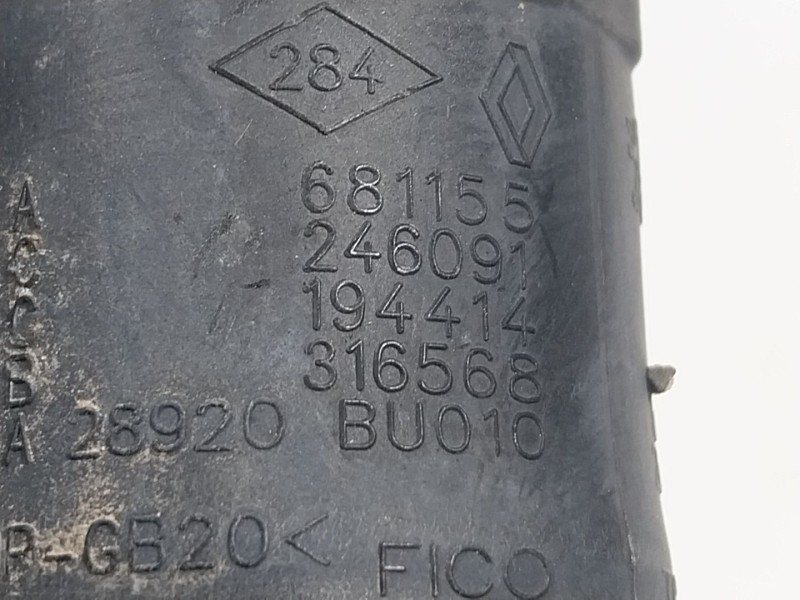 284
A 681155
C 246091
C 194414
B 316568
A 28920 BU010
P-GB20< FICO